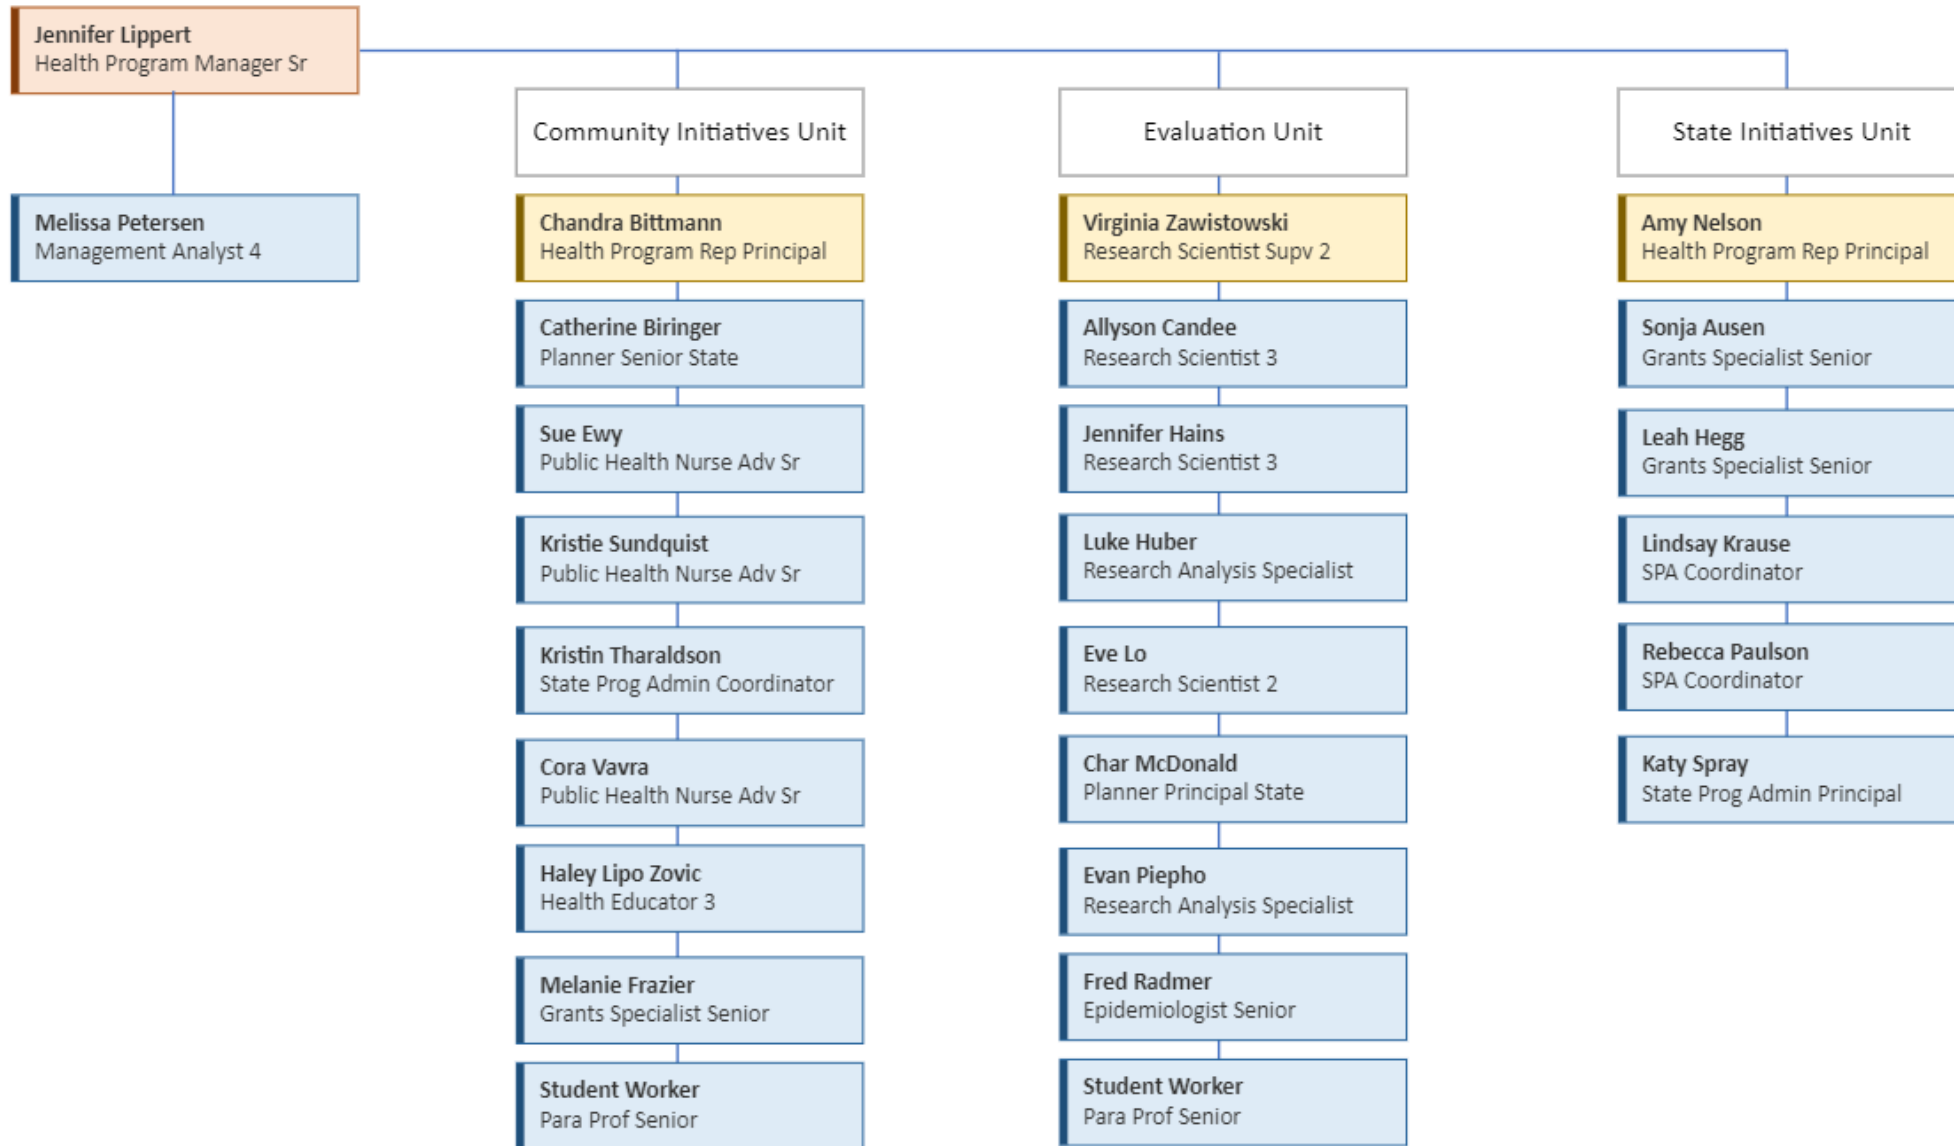 Jennifer Lippert
Health Program Manager Sr
Melissa Petersen
Management Analyst 4
Community Initiatives Unit
Chandra Bittmann
Health Program Rep Principal
Catherine Biringer
Planner Senior State
Sue Ewy
Public Health Nurse Adv Sr
Kristie Sundquist
Public Health Nurse Adv Sr
Kristin Tharaldson
State Prog Admin Coordinator
Cora Vavra
Public Health Nurse Adv Sr
Haley Lipo Zovic
Health Educator 3
Melanie Frazier
Grants Specialist Senior
Student Worker
Para Prof Senior
Evaluation Unit
Virginia Zawistowski
Research Scientist Supv 2
Allyson Candee
Research Scientist 3
Jennifer Hains
Research Scientist 3
Luke Huber
Research Analysis Specialist
Eve Lo
Research Scientist 2
Char McDonald
Planner Principal State
Evan Piepho
Research Analysis Specialist
Fred Radmer
Epidemiologist Senior
Student Worker
Para Prof Senior
State Initiatives Unit
Amy Nelson
Health Program Rep Principal
Sonja Ausen
Grants Specialist Senior
Leah Hegg
Grants Specialist Senior
Lindsay Krause
SPA Coordinator
Rebecca Paulson
SPA Coordinator
Katy Spray
State Prog Admin Principal